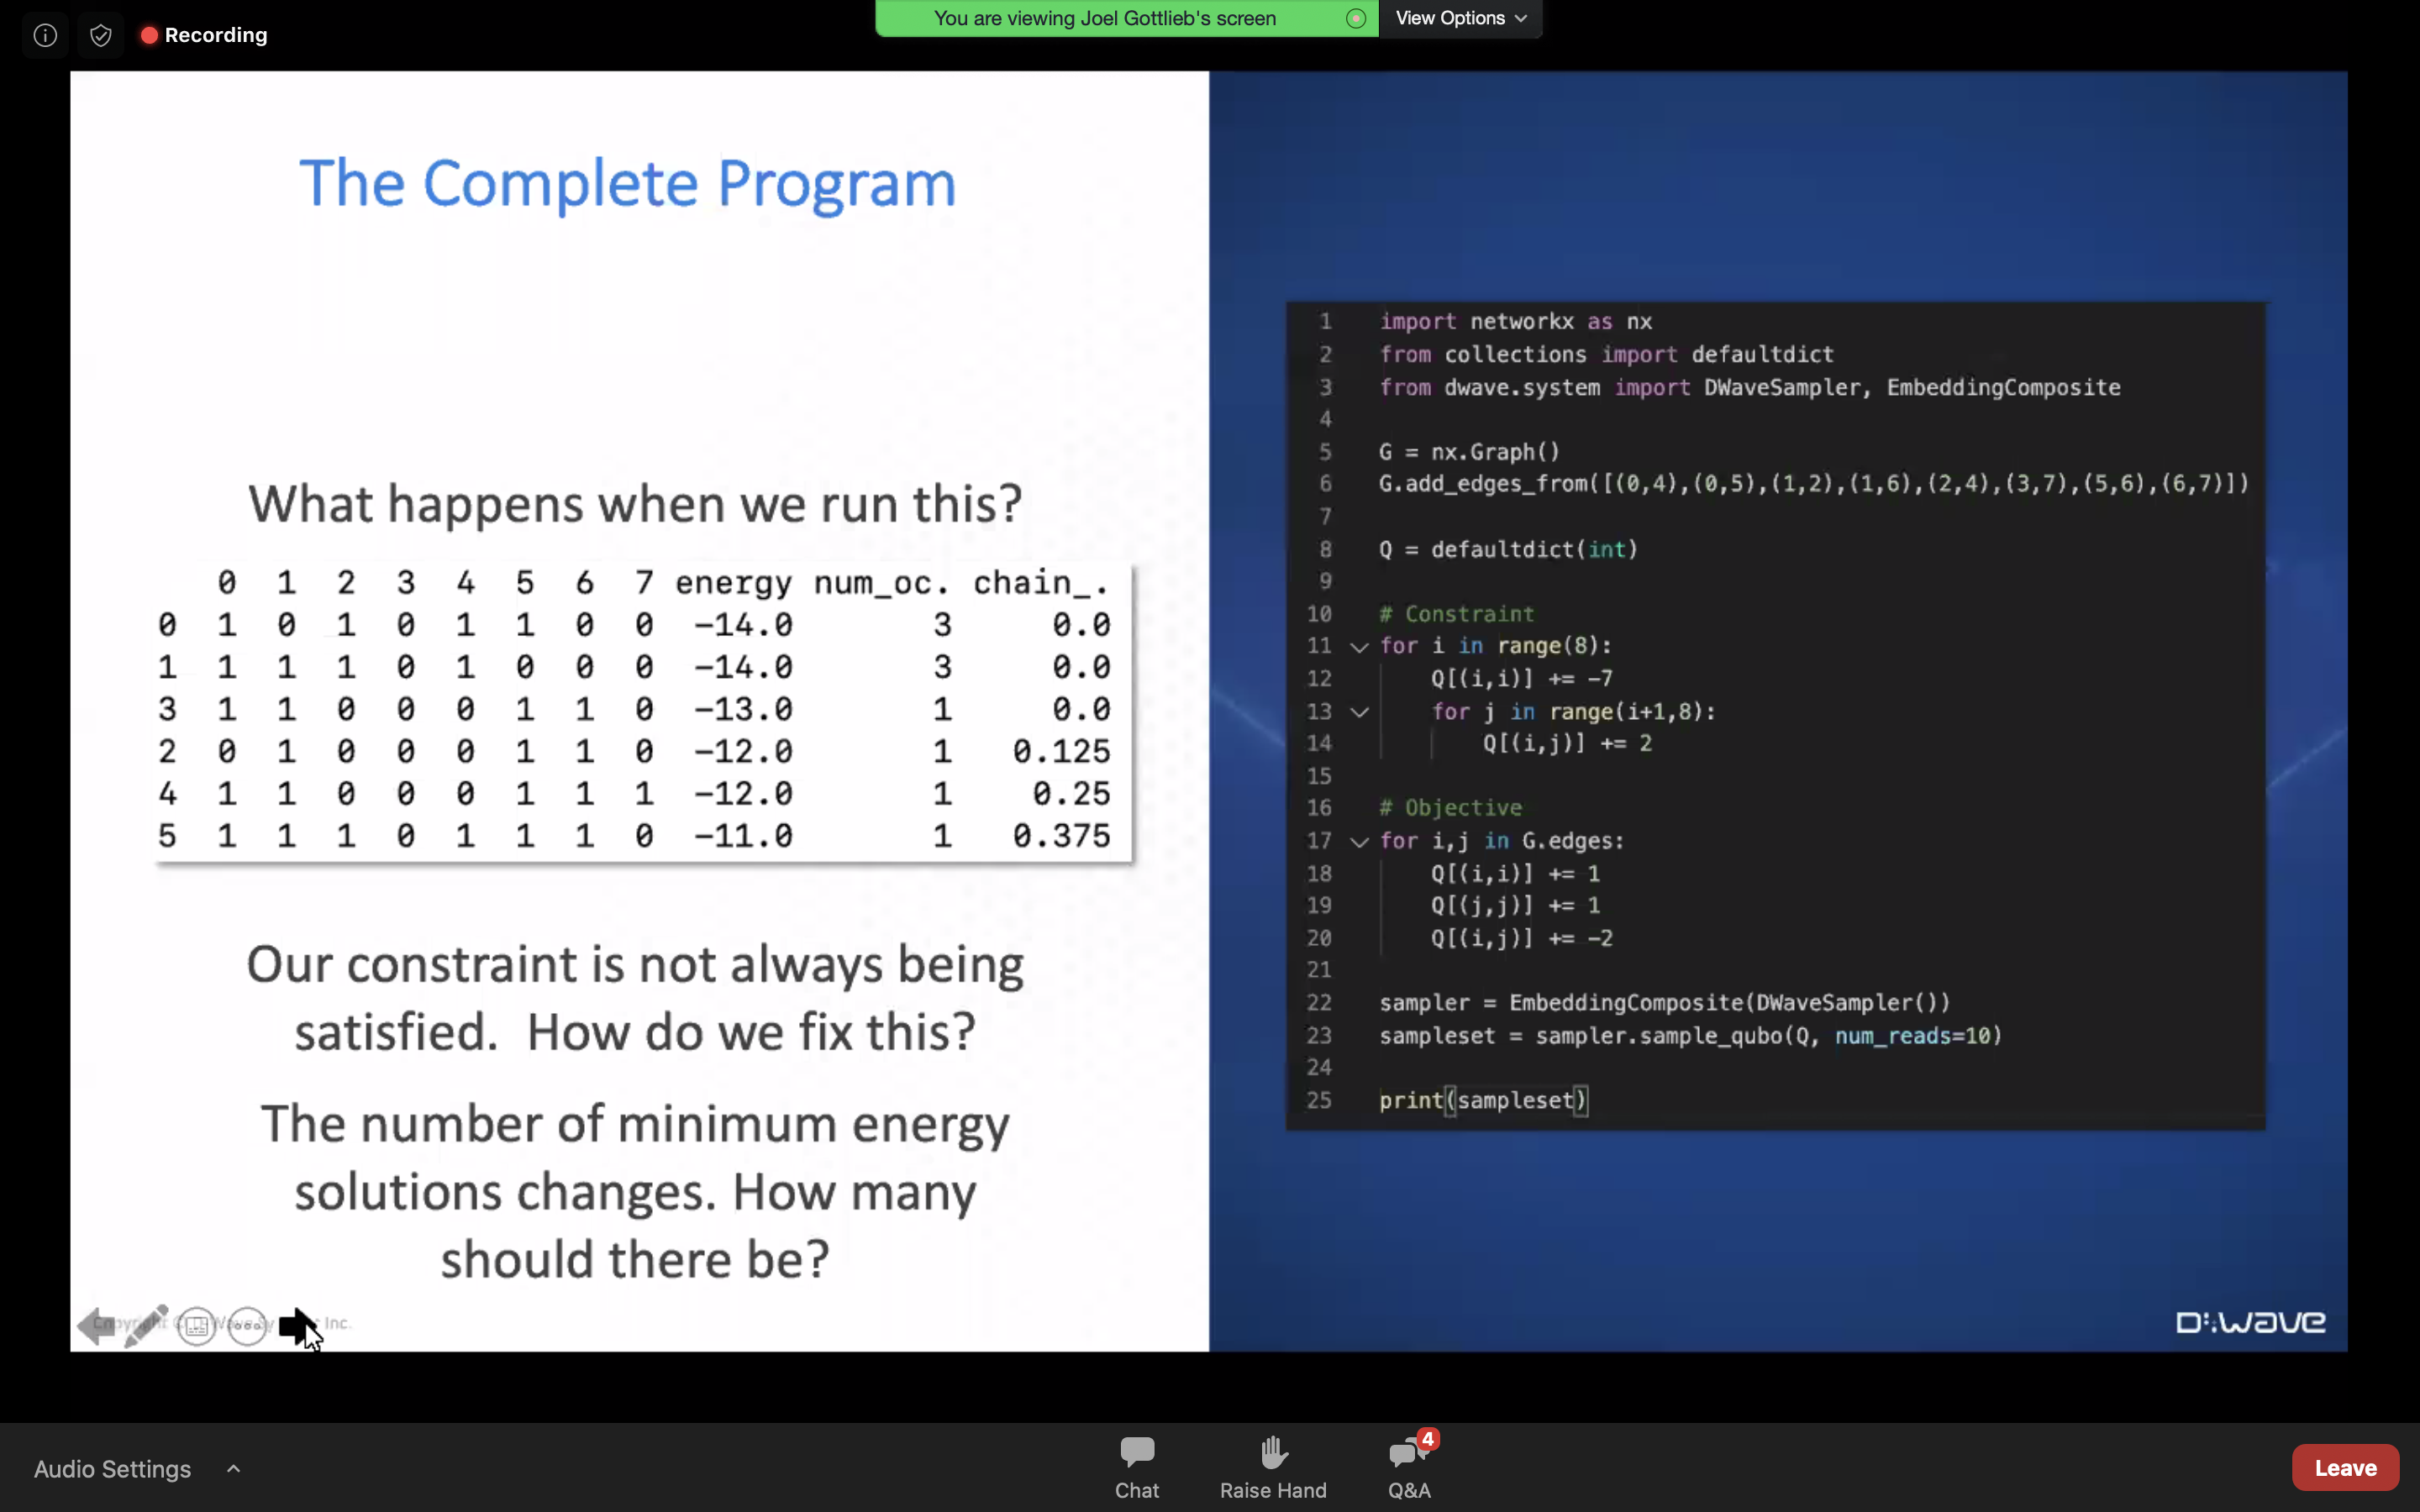 Recording
You are viewing Joel Gottlieb's screen
View Options
The Complete Program
What happens when we run this?
0 1 2 3 4 5 6 7 energy num_oc. chain_.
0 1 0 1 0 1 1 0 0 -14.0 3 0.0
1 1 1 1 0 1 0 0 0 -14.0 3 0.0
3 1 1 0 0 0 1 1 0 -13.0 1 0.0
2 0 1 0 0 0 1 1 0 -12.0 1 0.125
4 1 1 0 0 0 1 1 1 -12.0 1 0.25
5 1 1 1 0 1 1 1 0 -11.0 1 0.375
Our constraint is not always being
satisfied. How do we fix this?
The number of minimum energy
solutions changes. How many
should there be?
Inc.
1 import networkx as nx
2 from collections import defaultdict
3 from dwave.system import DWaveSampler, EmbeddingComposite
4
5 G = nx.Graph()
6 G.add_edges_from([(0,4),(0,5),(1,2),(1,6),(2,4),(3,7),(5,6),(6,7)])
7
8 Q = defaultdict(int)
9
10 # Constraint
11 for i in range(8):
12 Q[(i,i)] += -7
13 for j in range(i+1,8):
14 Q[(i,j)] += 2
15
16 # Objective
17 for i,j in G.edges:
18 Q[(i,i)] += 1
19 Q[(j,j)] += 1
20 Q[(i,j)] += -2
21
22 sampler = EmbeddingComposite(DWaveSampler())
23 sampleset = sampler.sample_qubo(Q, num_reads=10)
24
25 print(sampleset)
D:wave
Audio Settings
Chat
Raise Hand
4
Q&A
Leave